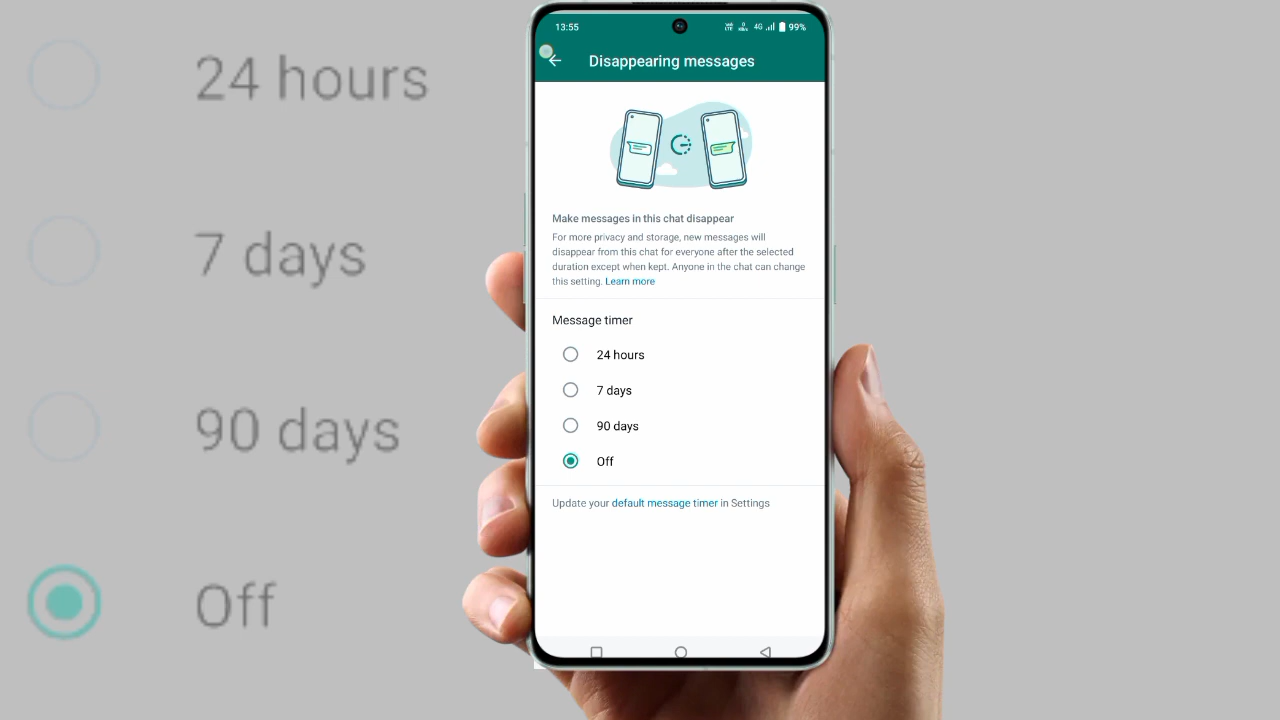 24 hours
7 days
90 days
Off
13:55
4G
99%
Disappearing messages
Make messages in this chat disappear
For more privacy and storage, new messages will
disappear from this chat for everyone after the selected
duration except when kept. Anyone in the chat can change
this setting. Learn more
Message timer
24 hours
7 days
90 days
Off
Update your default message timer in Settings